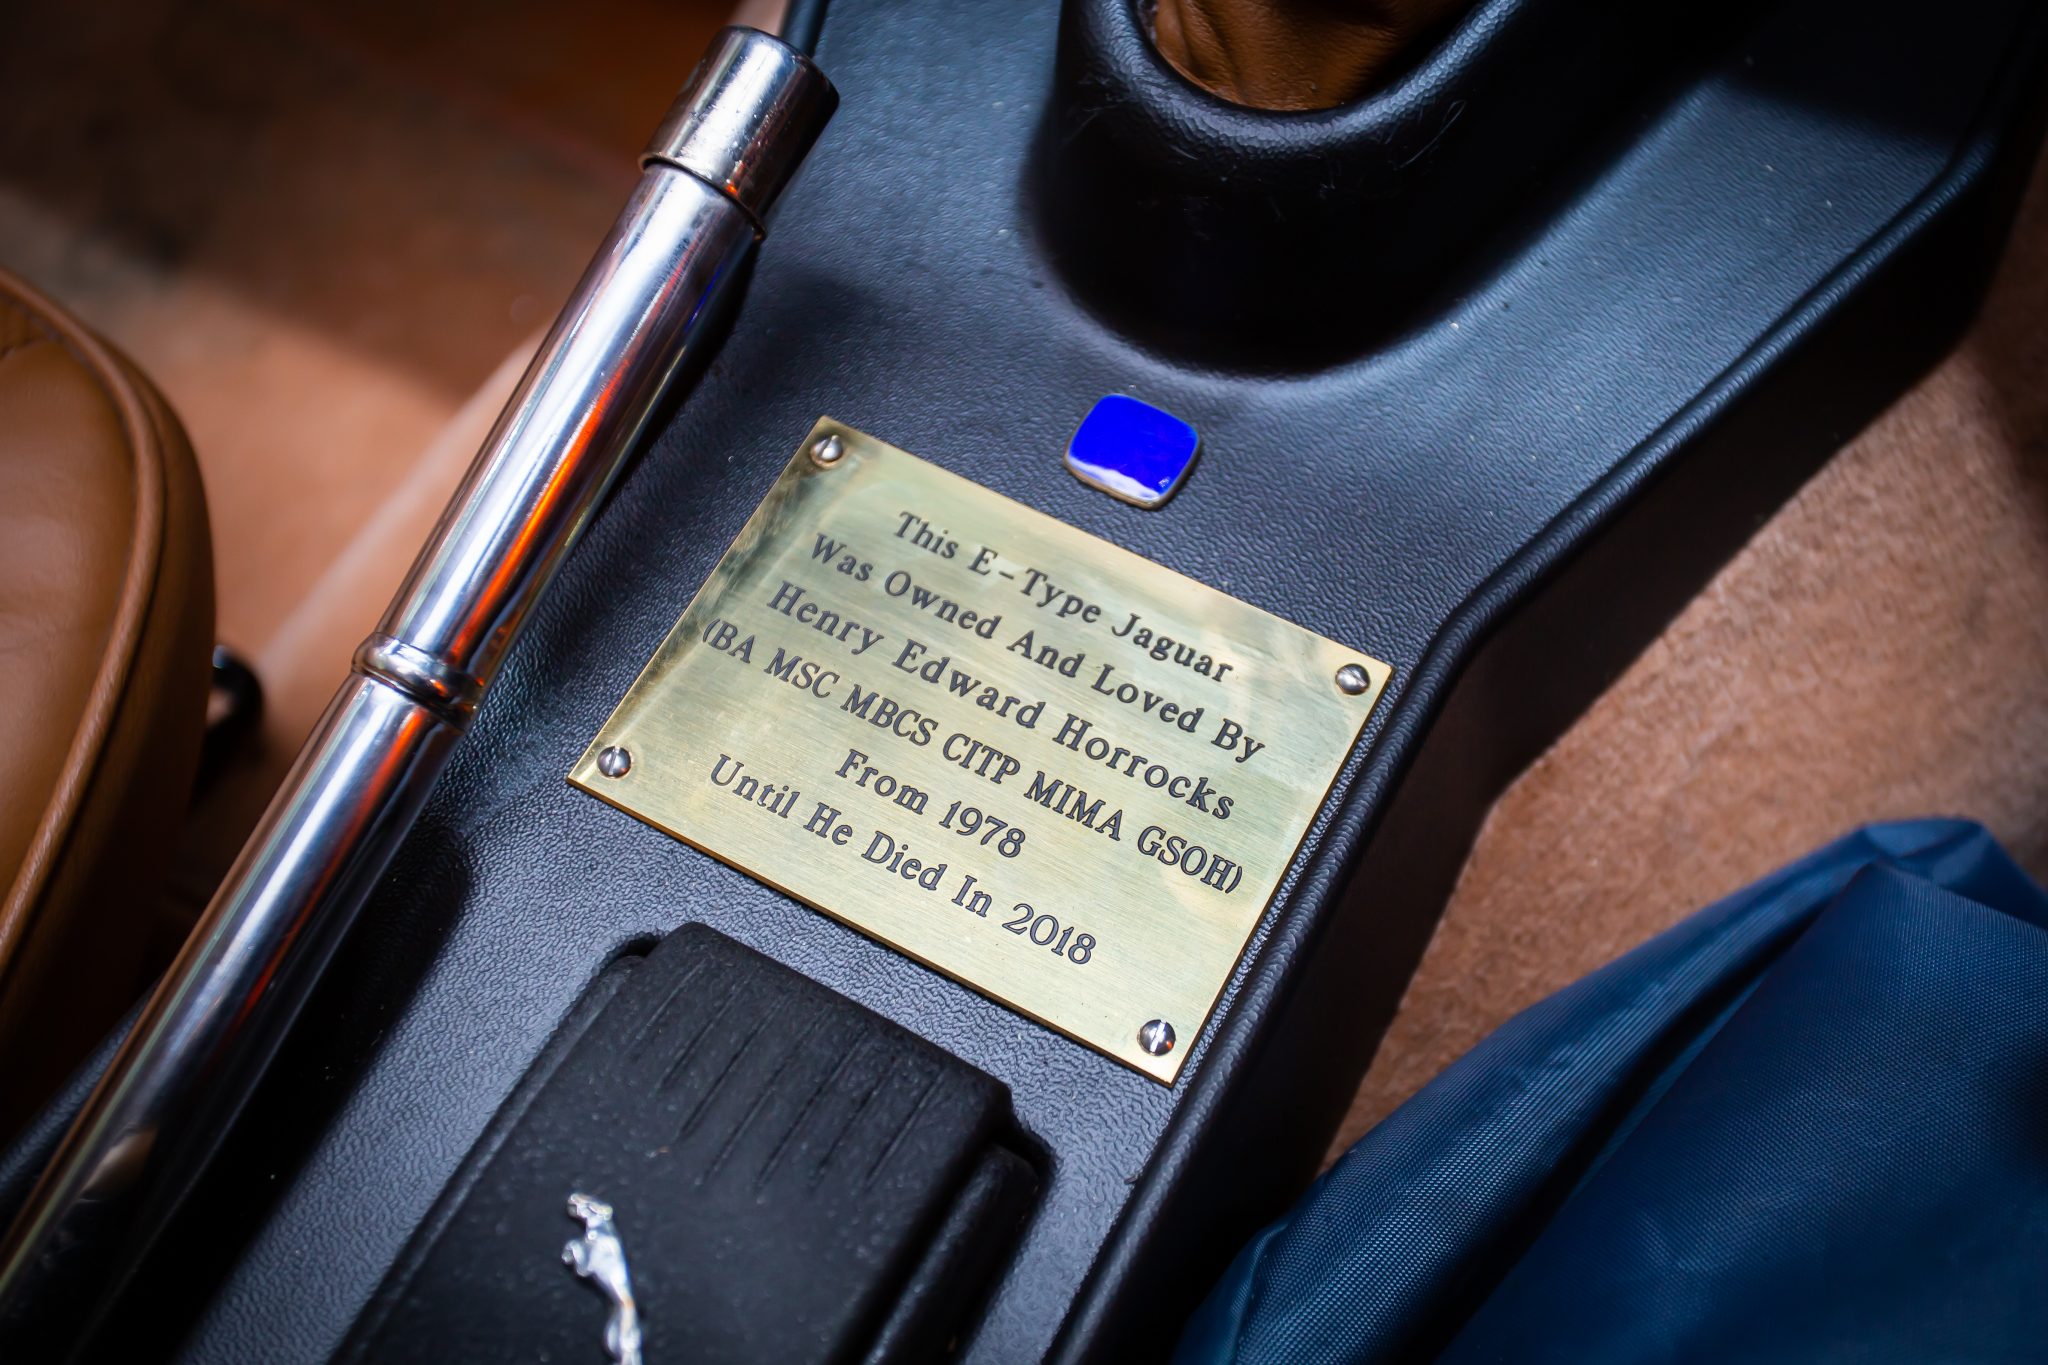 This E-Type Jaguar
Was Owned And Loved By
Henry Edward Horrocks
(BA MSC MBCS CITP MIMA GSOH)
From 1978
Until He Died In 2018